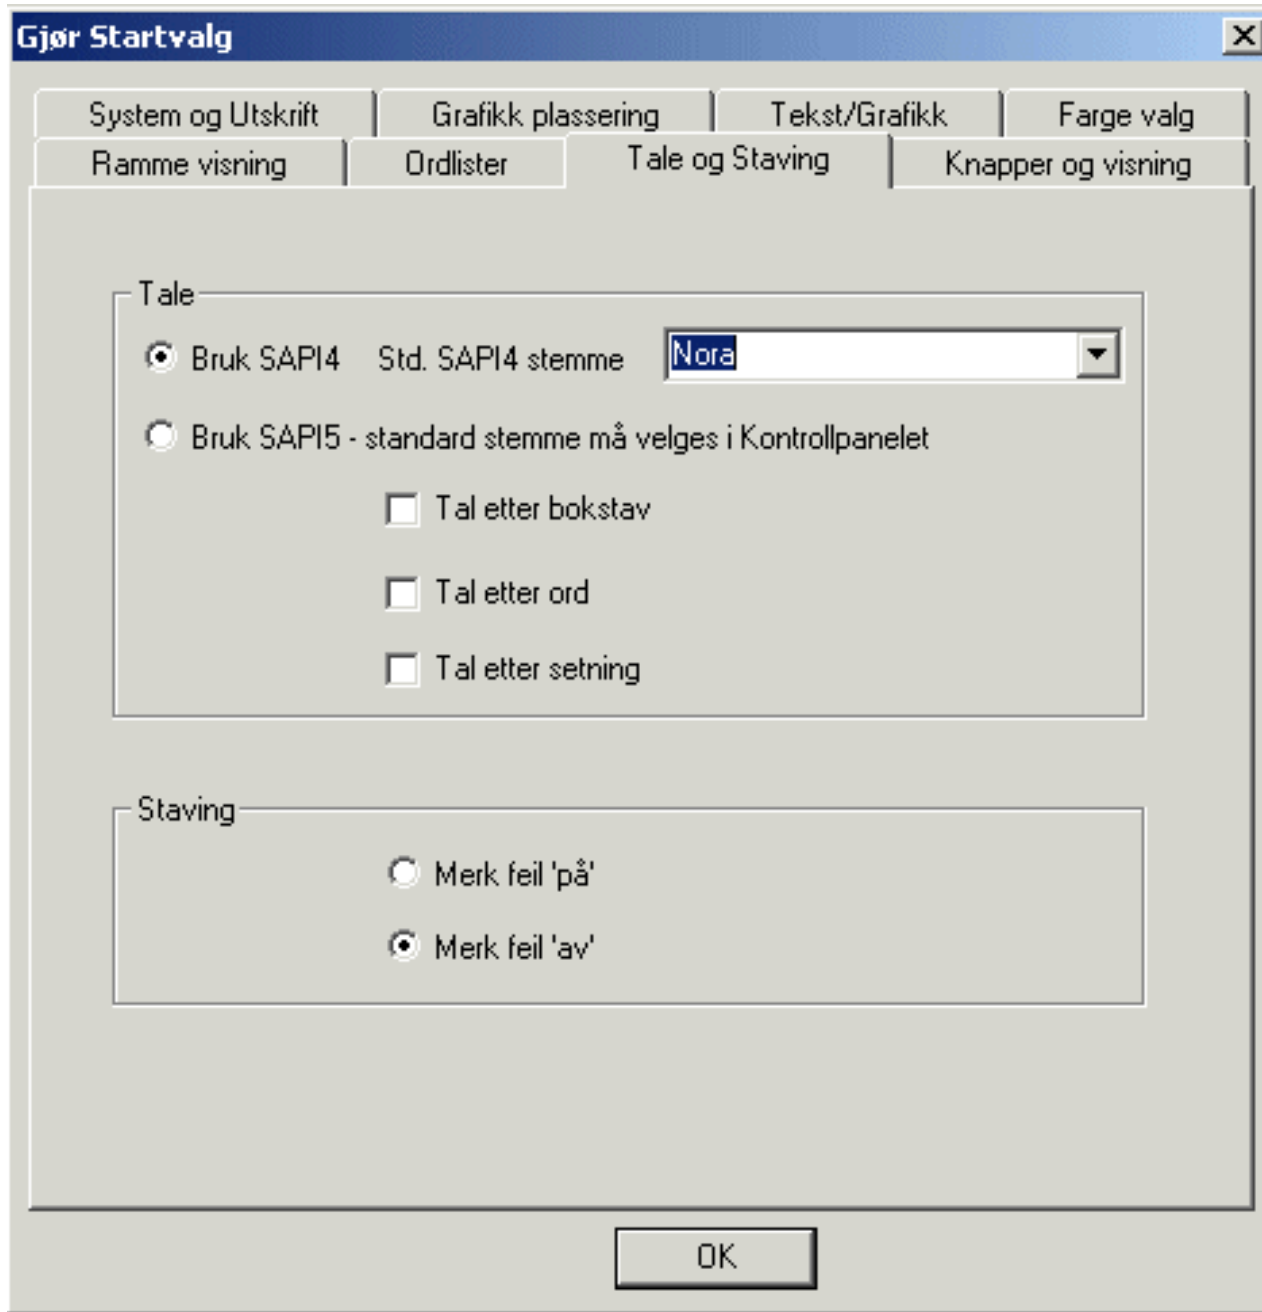 Gjør Startvalg
System og Utskrift Grafikk plassering Tekst/Grafikk Farge valg
Ramme visning Ordlister Tale og Staving Knapper og visning
Tale
Bruk SAPI4 Std. SAPI4 stemme Nora
Bruk SAPI5 - standard stemme må velges i Kontrollpanelet
Tal etter bokstav
Tal etter ord
Tal etter setning
Staving
Merk feil 'på'
Merk feil 'av'
OK